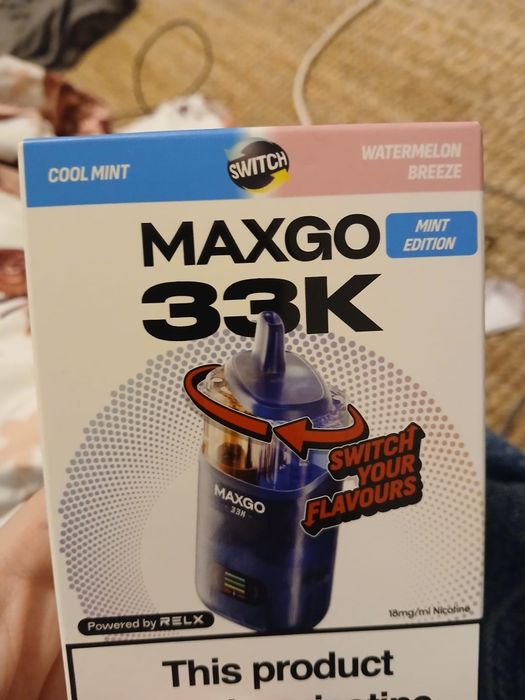 COOL MINT
SWITCH
WATERMELON
BREEZE
MAXGO
MINT
EDITION
33K
SWITCH
YOUR
FLAVOURS
MAXGO
33K
18mg/ml Nicotine
Powered by RELX
This product
nicotine